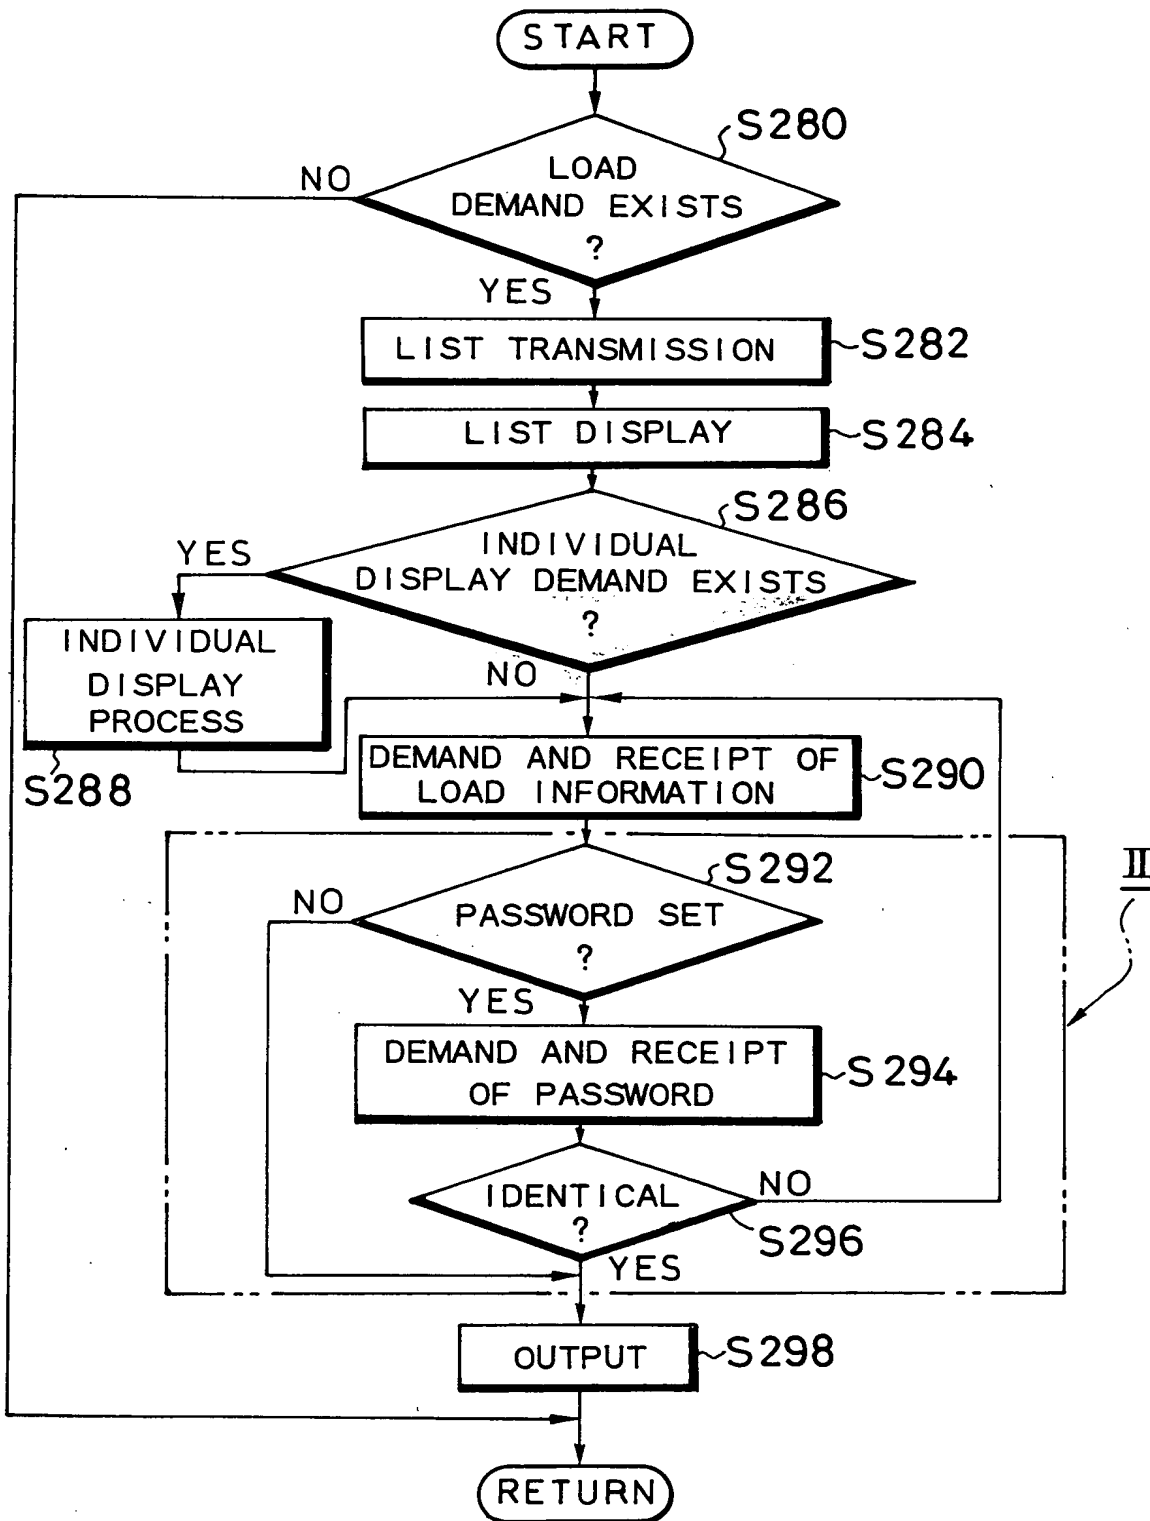 START
S280
LOAD
DEMAND EXISTS
?
NO
YES
LIST TRANSMISSION
S282
LIST DISPLAY
S284
S286
INDIVIDUAL
DISPLAY DEMAND EXISTS
?
YES
NO
INDIVIDUAL
DISPLAY
PROCESS
S288
DEMAND AND RECEIPT OF
LOAD INFORMATION
S290
S292
PASSWORD SET
?
NO
YES
II
DEMAND AND RECEIPT
OF PASSWORD
S294
IDENTICAL
?
NO
S296
YES
OUTPUT
S298
RETURN